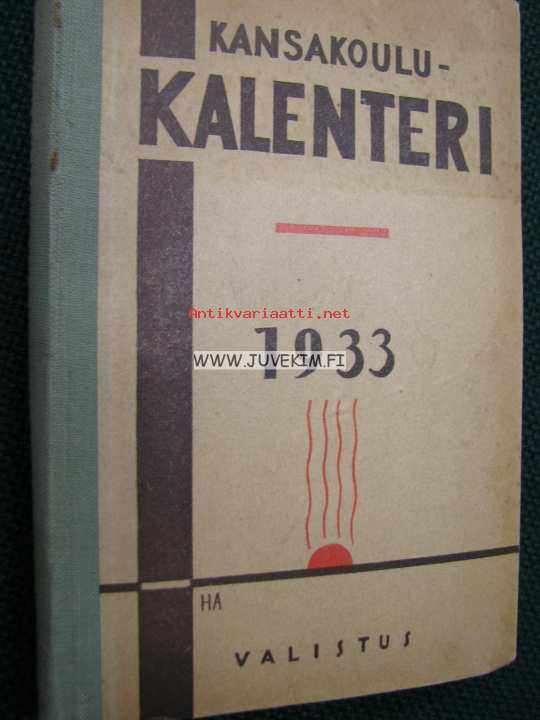 KANSAKOULU-
KALENTERI
Antikvariaatti.net
1933
WWW.JUVEKIM.FI
HA
VALISTUS